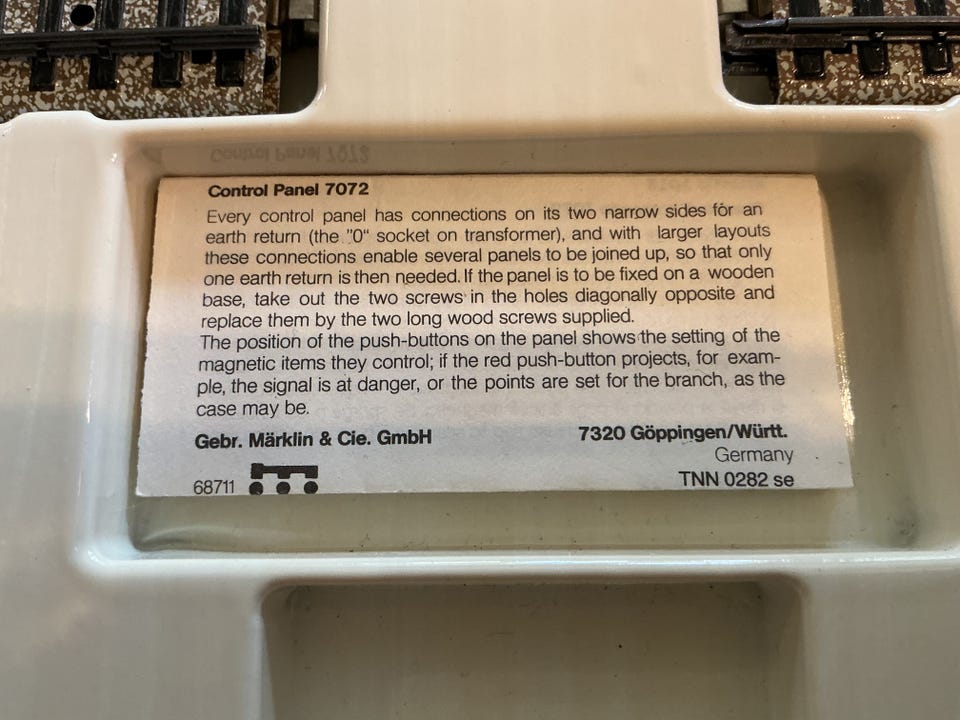 Control Panel 7072
Every control panel has connections on its two narrow sides for an
earth return (the "0" socket on transformer), and with larger layouts
these connections enable several panels to be joined up, so that only
one earth return is then needed. If the panel is to be fixed on a wooden
base, take out the two screws in the holes diagonally opposite and
replace them by the two long wood screws supplied.
The position of the push-buttons on the panel shows the setting of the
magnetic items they control; if the red push-button projects, for exam-
ple, the signal is at danger, or the points are set for the branch, as the
case may be.
Gebr. Märklin & Cie. GmbH 7320 Göppingen/Württ.
Germany
68711 TNN 0282 se